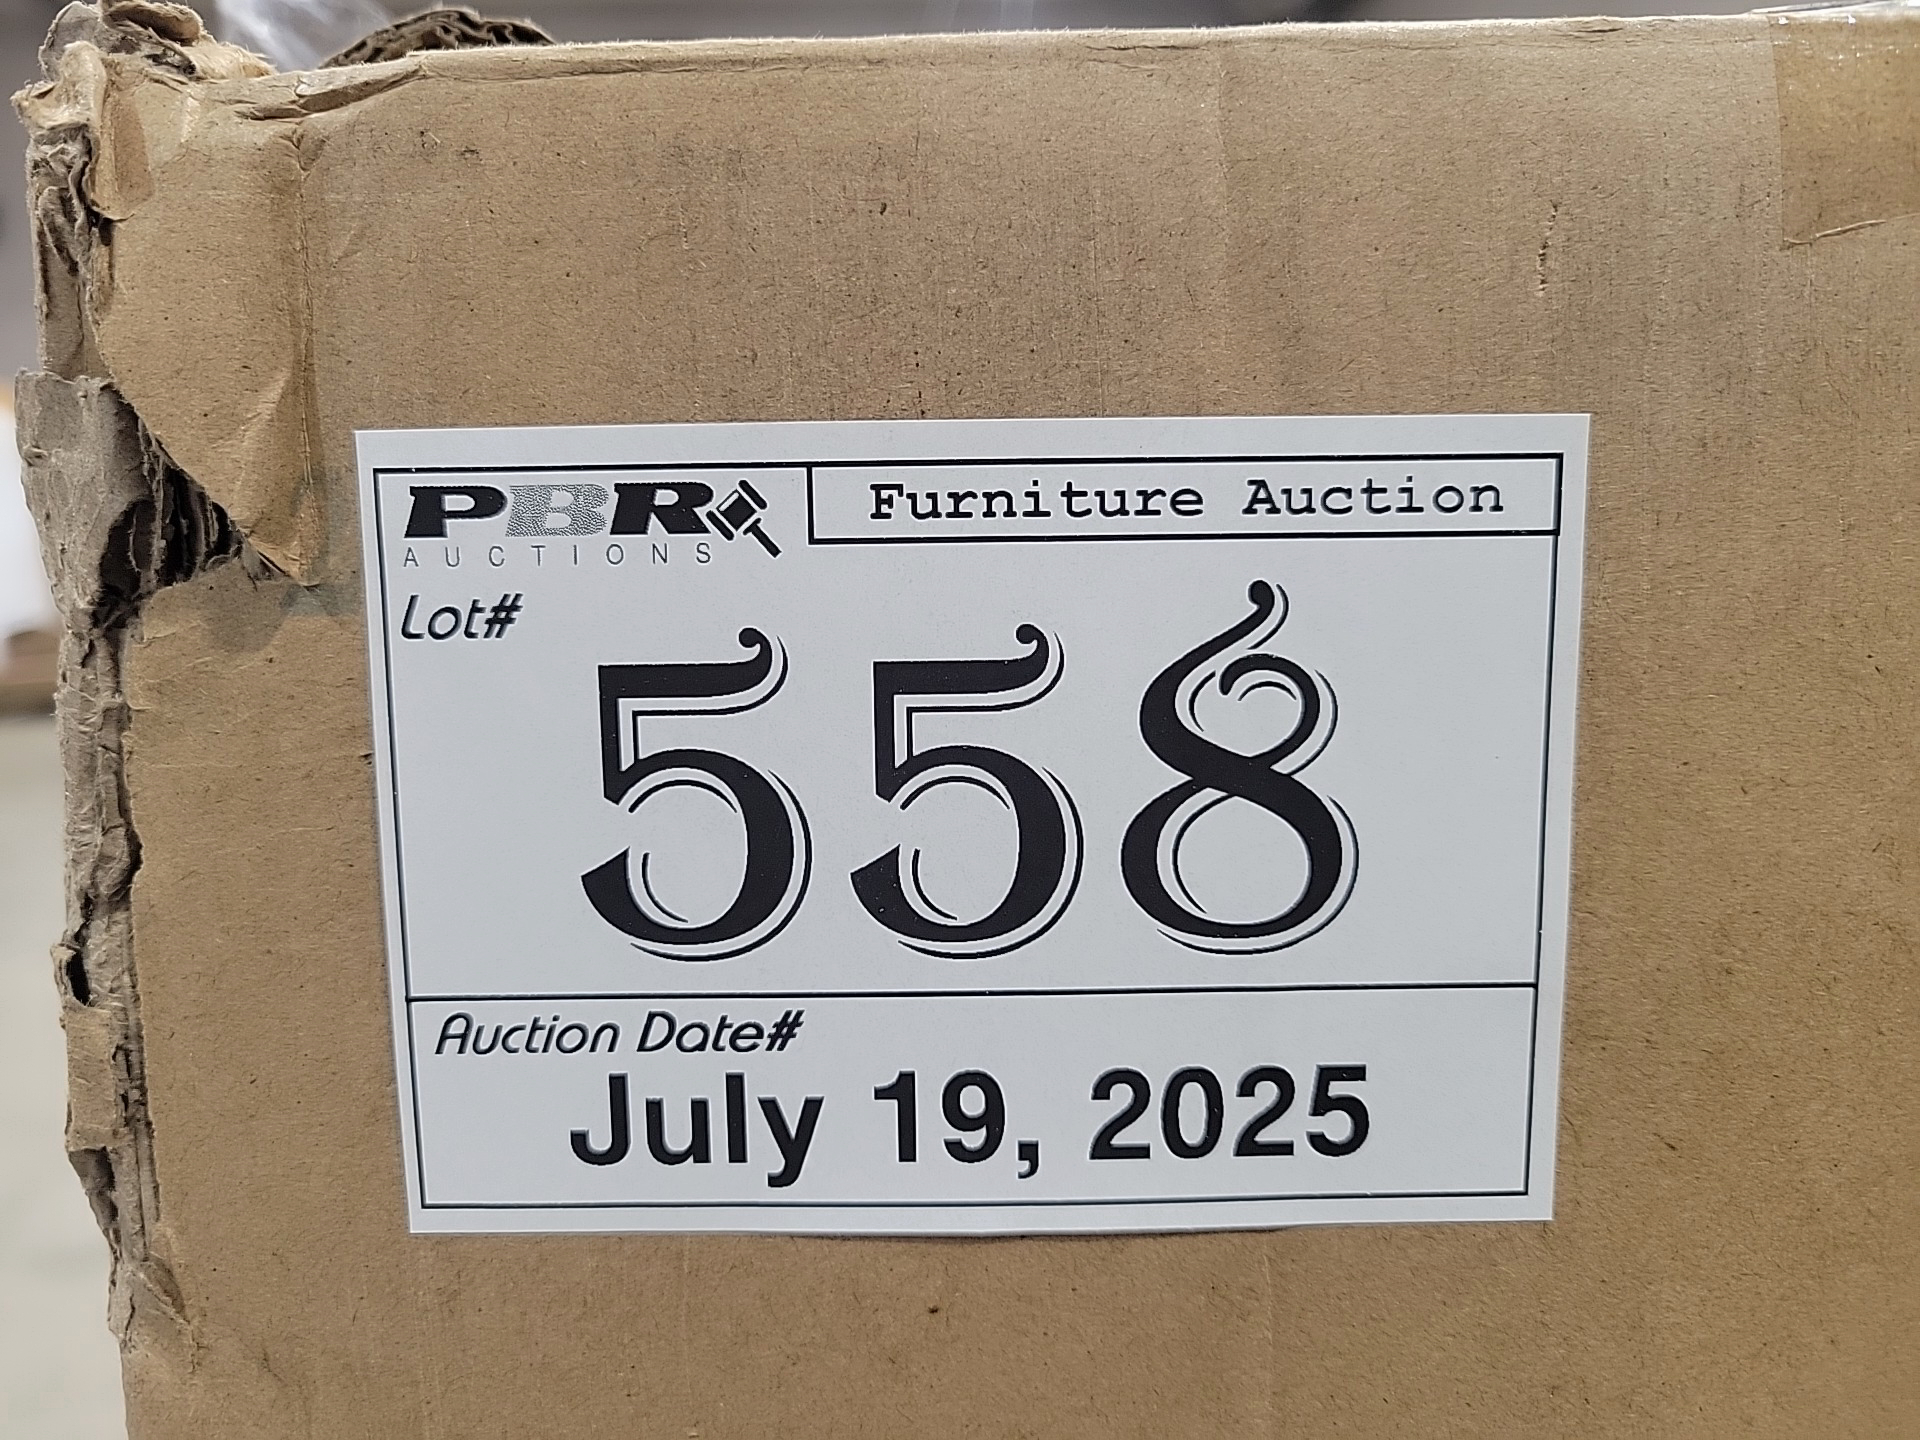 PBR
AUCTIONS
Furniture Auction
Lot#
558
Auction Date#
July 19, 2025